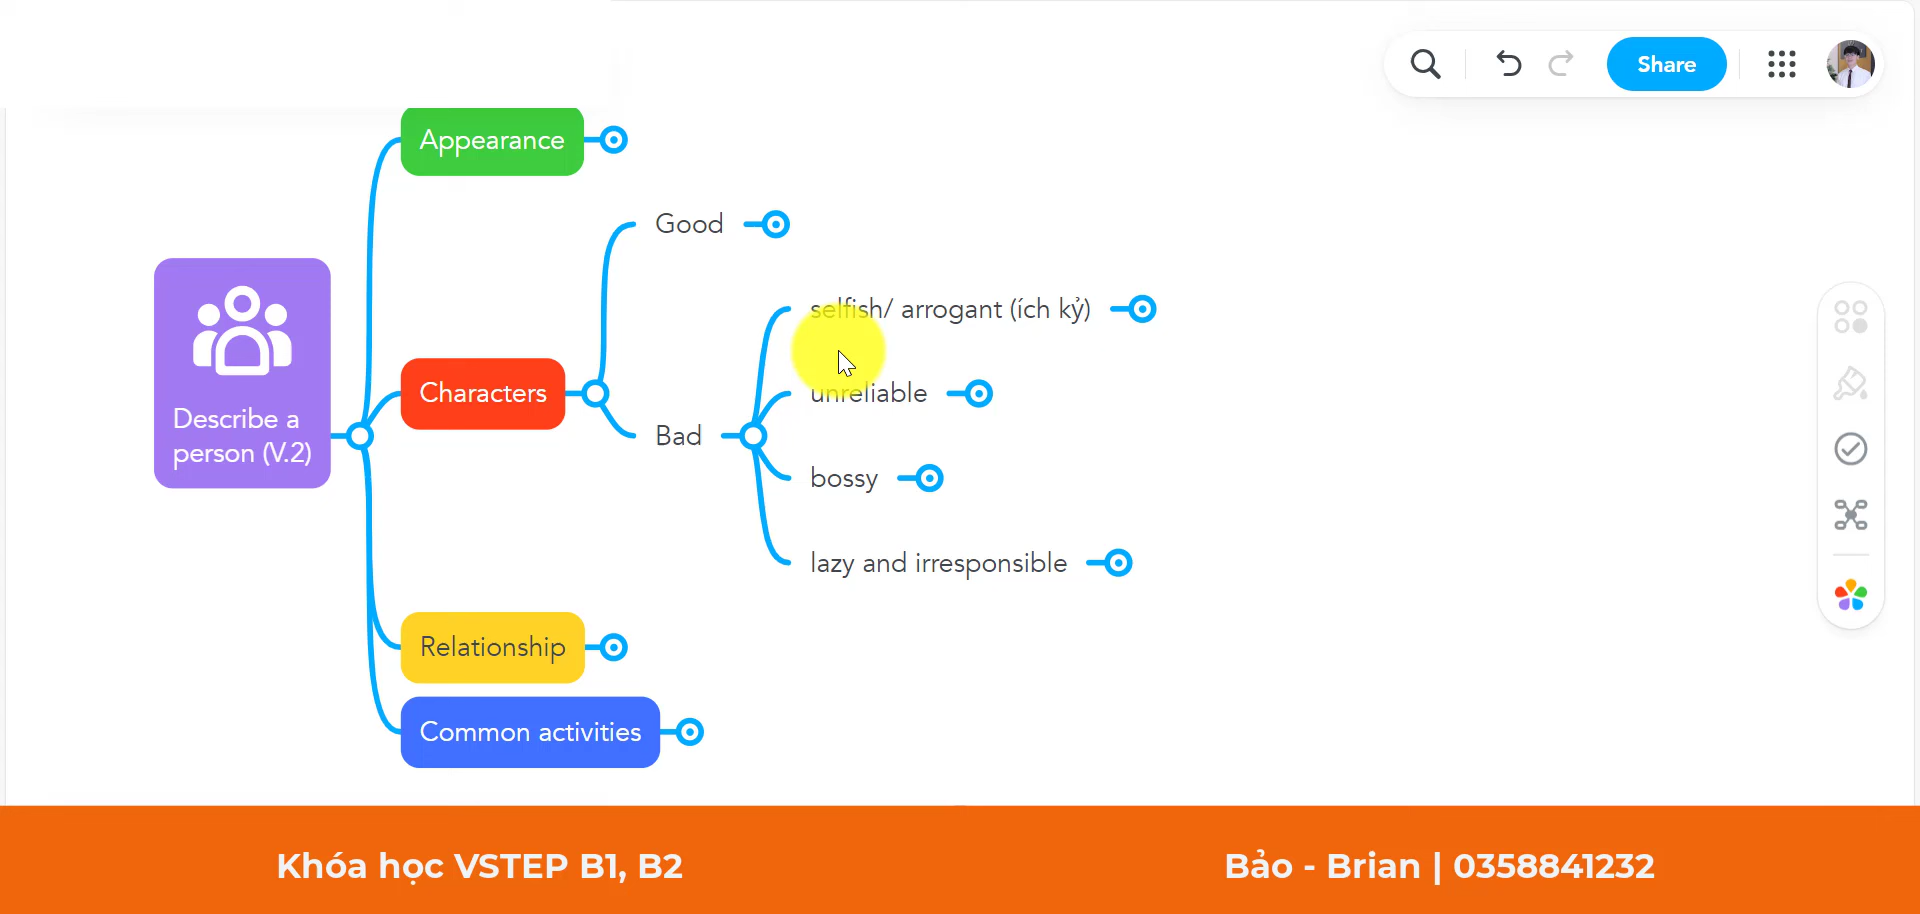 Share
Appearance
Good
selfish/ arrogant (ích kỷ)
Describe a
person (V.2)
Characters
unreliable
Bad
bossy
lazy and irresponsible
Relationship
Common activities
Khóa học VSTEP B1, B2
Bảo - Brian | 0358841232